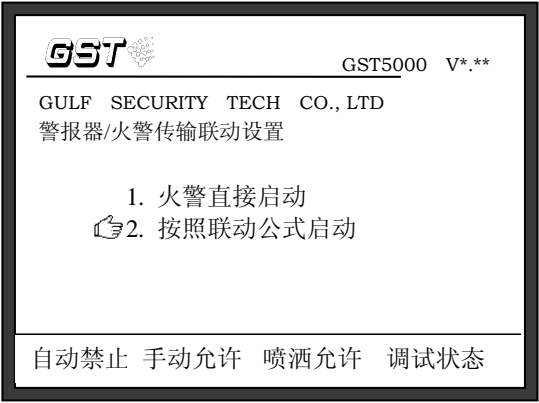 GST
GST5000 V*.**
GULF SECURITY TECH CO., LTD
警报器/火警传输联动设置
1. 火警直接启动
2. 按照联动公式启动
自动禁止 手动允许 喷洒允许 调试状态